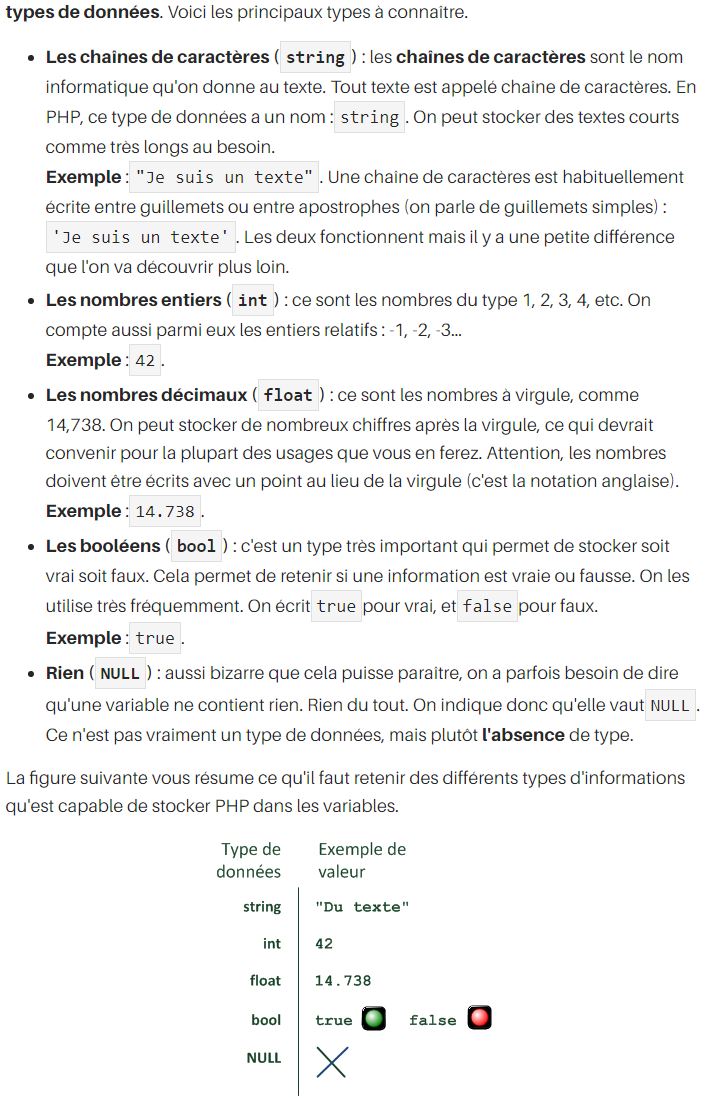 types de données. Voici les principaux types à connaitre.
Les chaînes de caractères ( string ) : les chaînes de caractères sont le nom
informatique qu'on donne au texte. Tout texte est appelé chaîne de caractères. En
PHP, ce type de données a un nom : string . On peut stocker des textes courts
comme très longs au besoin.
Exemple : "Je suis un texte" . Une chaine de caractères est habituellement
écrite entre guillemets ou entre apostrophes (on parle de guillemets simples) :
'Je suis un texte' . Les deux fonctionnent mais il y a une petite différence
que l'on va découvrir plus loin.
Les nombres entiers ( int ) : ce sont les nombres du type 1, 2, 3, 4, etc. On
compte aussi parmi eux les entiers relatifs : -1, -2, -3…
Exemple : 42 .
Les nombres décimaux ( float ) : ce sont les nombres à virgule, comme
14,738. On peut stocker de nombreux chiffres après la virgule, ce qui devrait
convenir pour la plupart des usages que vous en ferez. Attention, les nombres
doivent être écrits avec un point au lieu de la virgule (c'est la notation anglaise).
Exemple : 14.738 .
Les booléens ( bool ) : c'est un type très important qui permet de stocker soit
vrai soit faux. Cela permet de retenir si une information est vraie ou fausse. On les
utilise très fréquemment. On écrit true pour vrai, et false pour faux.
Exemple : true .
Rien ( NULL ) : aussi bizarre que cela puisse paraître, on a parfois besoin de dire
qu'une variable ne contient rien. Rien du tout. On indique donc qu'elle vaut NULL .
Ce n'est pas vraiment un type de données, mais plutôt l'absence de type.
La figure suivante vous résume ce qu'il faut retenir des différents types d'informations
qu'est capable de stocker PHP dans les variables.
Type de données Exemple de valeur
string "Du texte"
int 42
float 14.738
bool true false
NULL